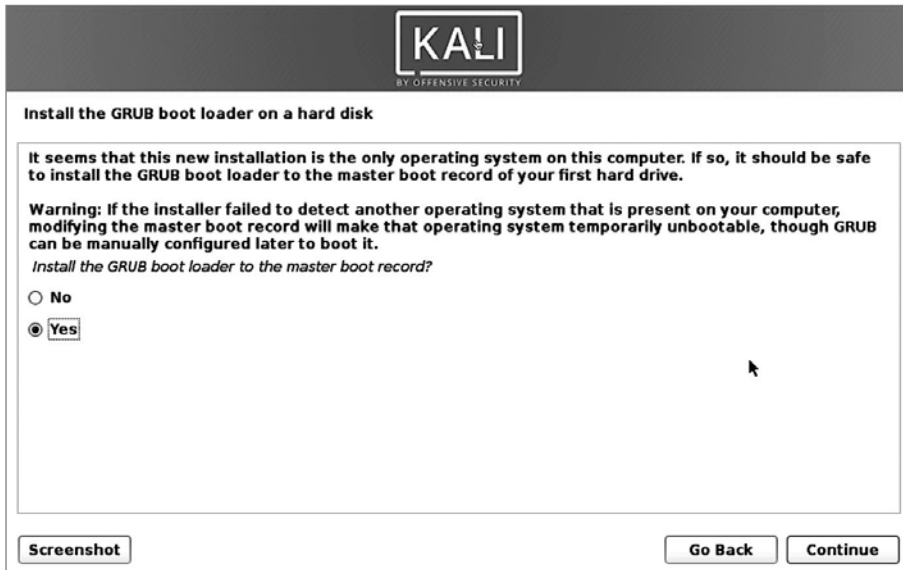 KALI
BY OFFENSIVE SECURITY
Install the GRUB boot loader on a hard disk
It seems that this new installation is the only operating system on this computer. If so, it should be safe
to install the GRUB boot loader to the master boot record of your first hard drive.
Warning: If the installer failed to detect another operating system that is present on your computer,
modifying the master boot record will make that operating system temporarily unbootable, though GRUB
can be manually configured later to boot it.
Install the GRUB boot loader to the master boot record?
No
Yes
Screenshot
Go Back
Continue